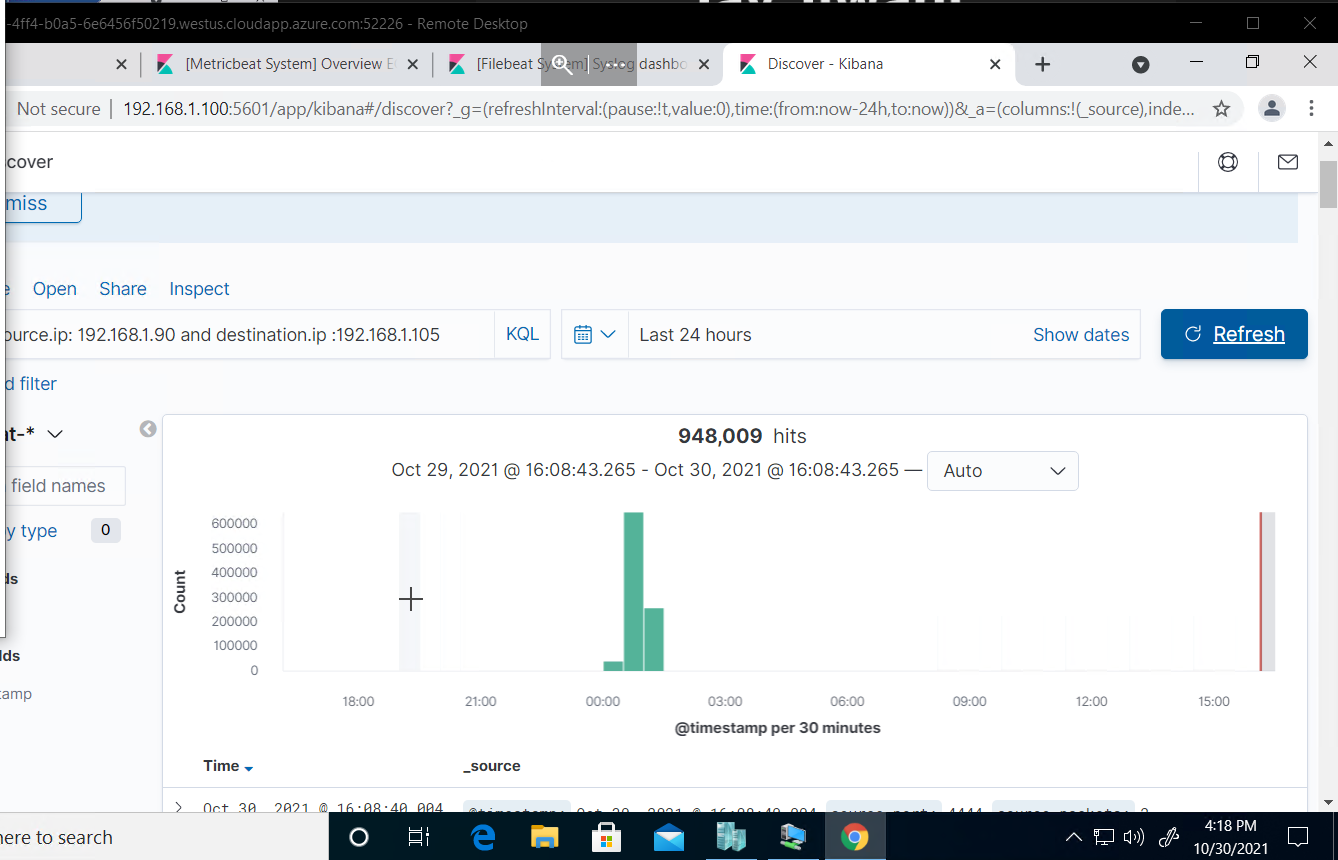 -4ff4-b0a5-6e6456f50219.westus.cloudapp.azure.com:52226 - Remote Desktop
[Metricbeat System] Overview E
[Filebeat System] Syslog dashbo
Discover - Kibana
Not secure | 192.168.1.100:5601/app/kibana#/discover?_g=(refreshInterval:(pause:!t,value:0),time:(from:now-24h,to:now))&_a=(columns:!(_source),inde...
cover
miss
e Open Share Inspect
ource.ip: 192.168.1.90 and destination.ip :192.168.1.105 KQL Last 24 hours Show dates Refresh
d filter
at-*
948,009 hits
Oct 29, 2021 @ 16:08:43.265 - Oct 30, 2021 @ 16:08:43.265 — Auto
field names
y type 0
ds
lds
tamp
Count
600000
500000
400000
300000
200000
100000
0
18:00 21:00 00:00 03:00 06:00 09:00 12:00 15:00
@timestamp per 30 minutes
Time _source
Oct 30, 2021 @ 16:08:40.004 @timestamp: Oct 30, 2021 @ 16:08:40.004 source.port: 4444 source.packets: 2
here to search
4:18 PM
10/30/2021